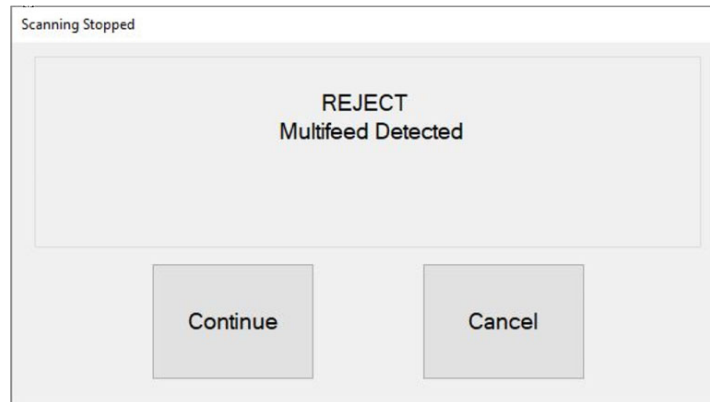 Scanning Stopped
REJECT
Multifeed Detected
Continue
Cancel